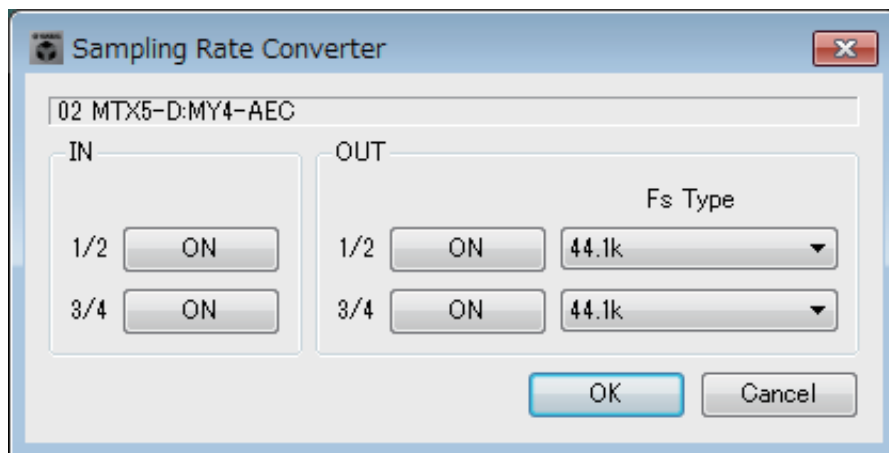 Sampling Rate Converter
02 MTX5-D:MY4-AEC
IN
OUT
Fs Type
1/2 ON 1/2 ON 44.1k
3/4 ON 3/4 ON 44.1k
OK Cancel